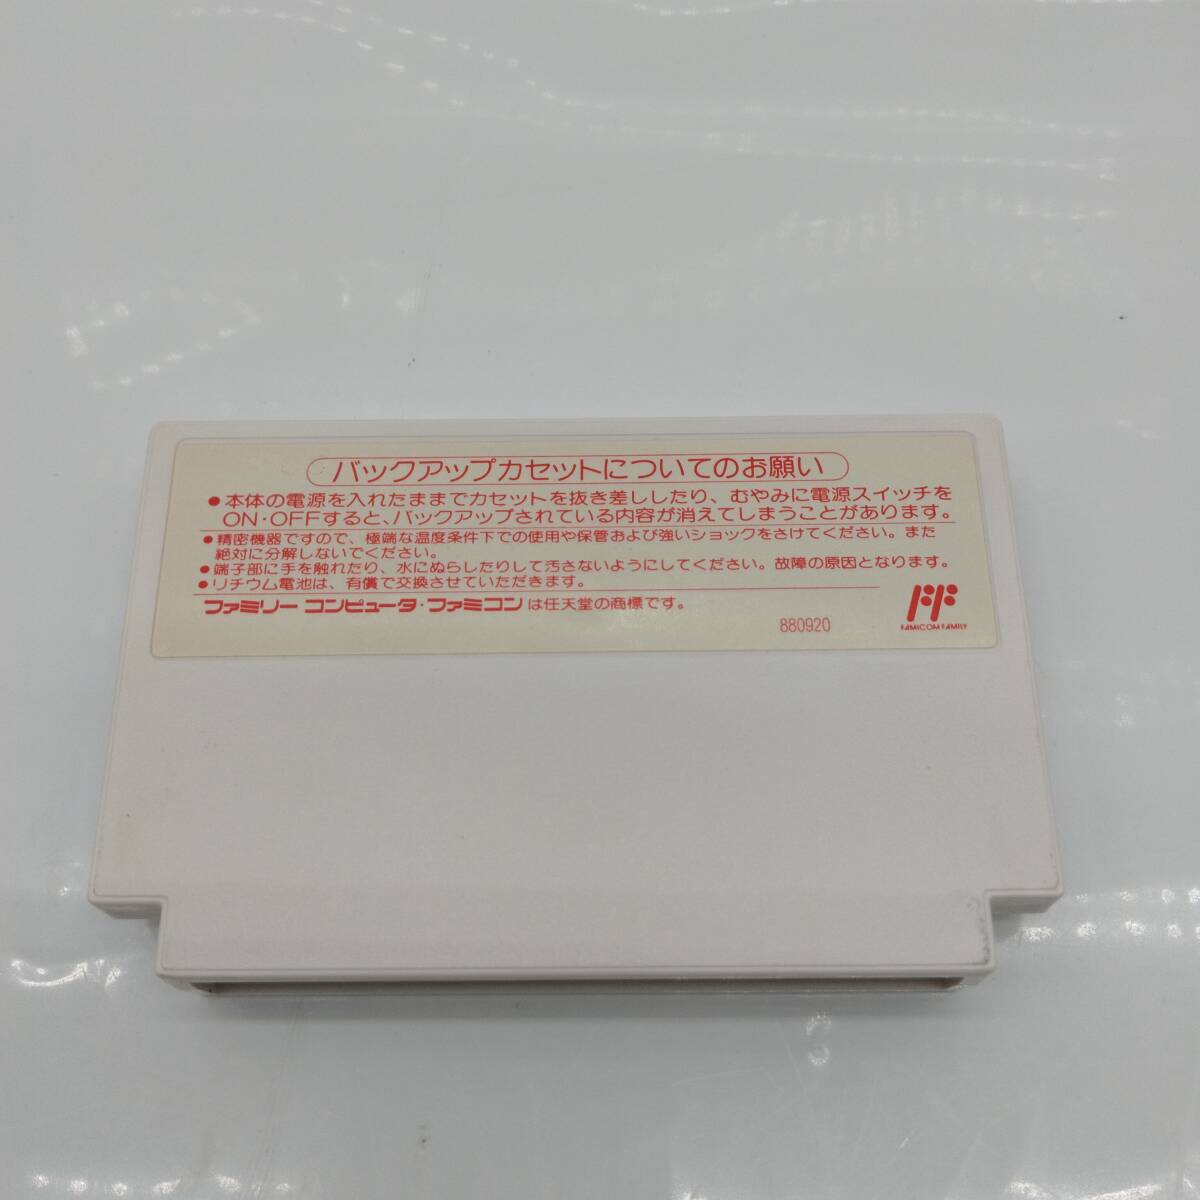 バックアップカセットについてのお願い
●本体の電源を入れたままでカセットを抜き差ししたり、むやみに電源スイッチを
ON・OFFすると、バックアップされている内容が消えてしまうことがあります。
●精密機器ですので、極端な温度条件下での使用や保管および強いショックをさけてください。また
絶対に分解しないでください。
●端子部に手を触れたり、水にぬらしたりして汚さないようにしてください。故障の原因となります。
●リチウム電池は、有償で交換させていただきます。
ファミリーコンピュータ・ファミコンは任天堂の商標です。
880920
FAMICOM FAMILY